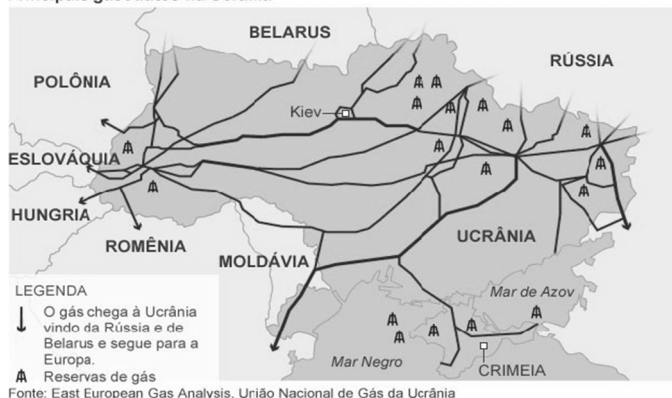 BELARUS
RÚSSIA
POLÔNIA
Kiev
ESLOVÁQUIA
HUNGRIA
ROMÊNIA
MOLDÁVIA
UCRÂNIA
Mar de Azov
LEGENDA
O gás chega à Ucrânia
vindo da Rússia e de
Belarus e segue para a
Europa.
Reservas de gás
Mar Negro
CRIMEIA
Fonte: East European Gas Analysis, União Nacional de Gás da Ucrânia